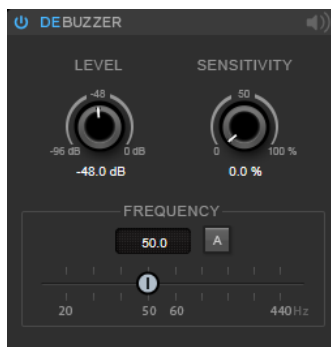 DEBUZZER
LEVEL SENSITIVITY
-48 50
-96 dB 0 dB 0 100 %
-48.0 dB 0.0 %
FREQUENCY
50.0 A
20 50 60 440 Hz